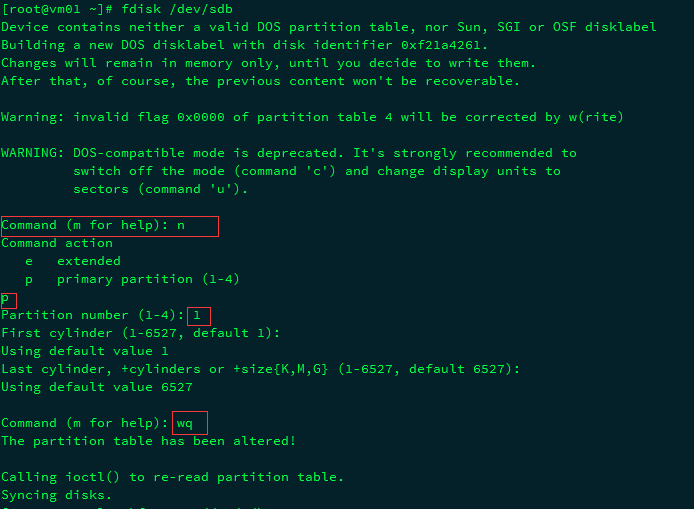 [root@vm01 ~]# fdisk /dev/sdb
Device contains neither a valid DOS partition table, nor Sun, SGI or OSF disklabel
Building a new DOS disklabel with disk identifier 0xf21a4261.
Changes will remain in memory only, until you decide to write them.
After that, of course, the previous content won't be recoverable.
Warning: invalid flag 0x0000 of partition table 4 will be corrected by w(rite)
WARNING: DOS-compatible mode is deprecated. It's strongly recommended to
switch off the mode (command 'c') and change display units to
sectors (command 'u').
Command (m for help): n
Command action
e   extended
p   primary partition (1-4)
p
Partition number (1-4): 1
First cylinder (1-6527, default 1):
Using default value 1
Last cylinder, +cylinders or +size{K,M,G} (1-6527, default 6527):
Using default value 6527
Command (m for help): wq
The partition table has been altered!
Calling ioctl() to re-read partition table.
Syncing disks.